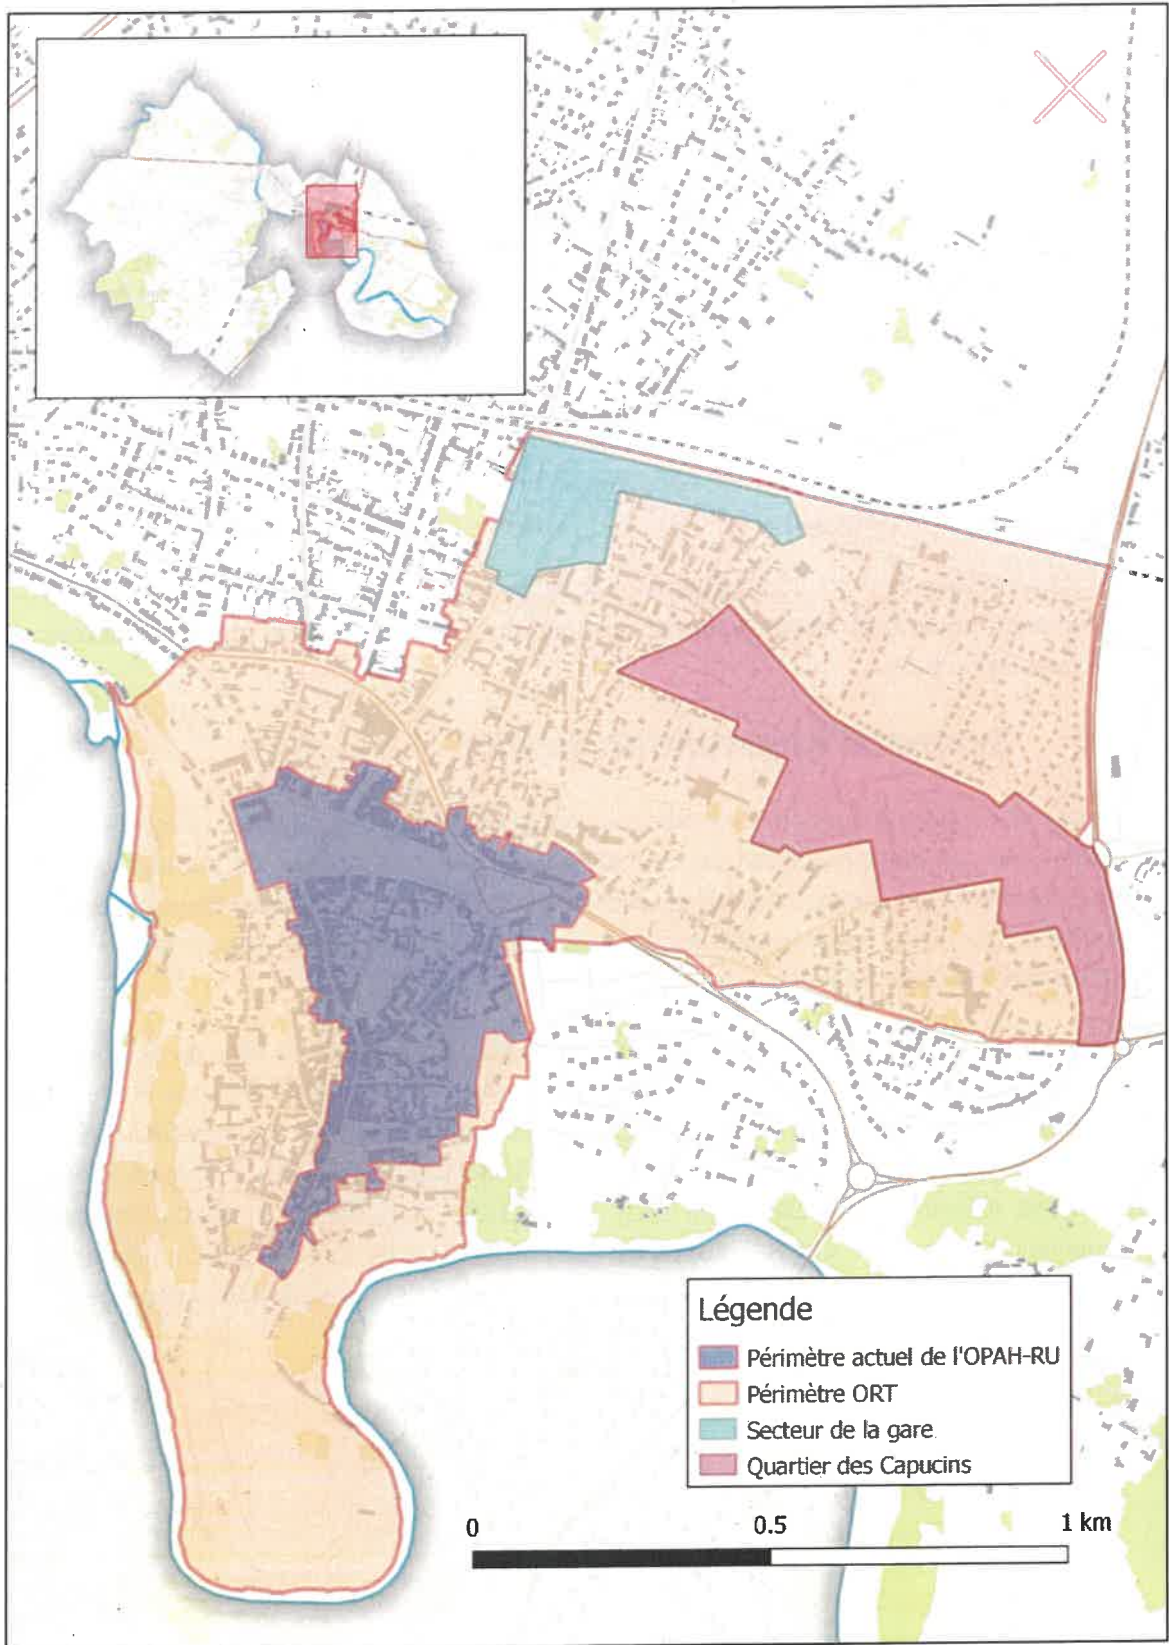 Légende
Périmètre actuel de l'OPAH-RU
Périmètre ORT
Secteur de la gare
Quartier des Capucins
0 0.5 1 km